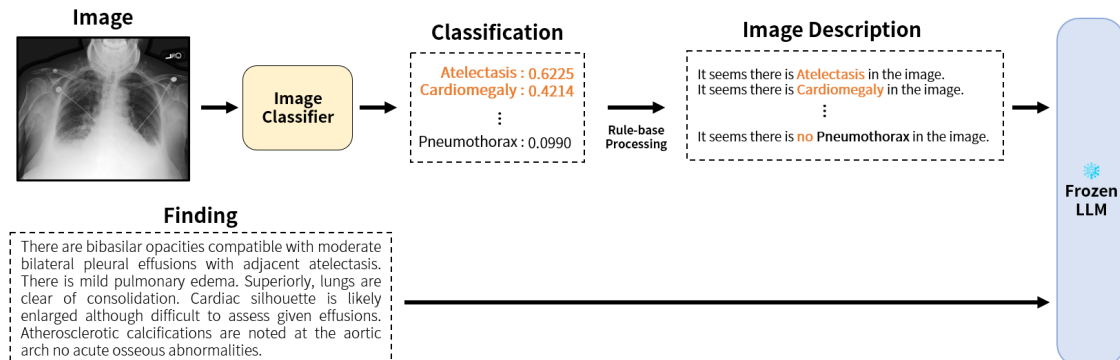 Image
Image
Classifier
Classification
Atelectasis : 0.6225
Cardiomegaly : 0.4214
⋮
Pneumothorax : 0.0990
Rule-base
Processing
Image Description
It seems there is Atelectasis in the image.
It seems there is Cardiomegaly in the image.
⋮
It seems there is no Pneumothorax in the image.
Frozen
LLM
Finding
There are bibasilar opacities compatible with moderate
bilateral pleural effusions with adjacent atelectasis.
There is mild pulmonary edema. Superiorly, lungs are
clear of consolidation. Cardiac silhouette is likely
enlarged although difficult to assess given effusions.
Atherosclerotic calcifications are noted at the aortic
arch no acute osseous abnormalities.